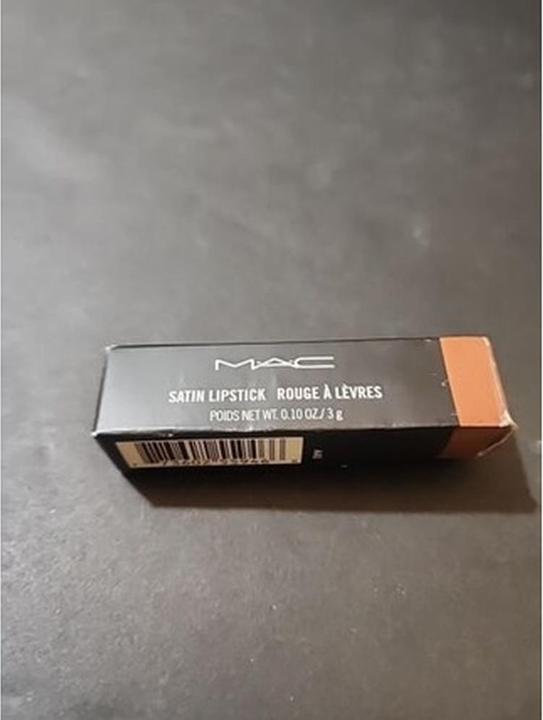 MAC
SATIN LIPSTICK ROUGE À LÈVRES
POIDS NET WT. 0.10 OZ./3 g